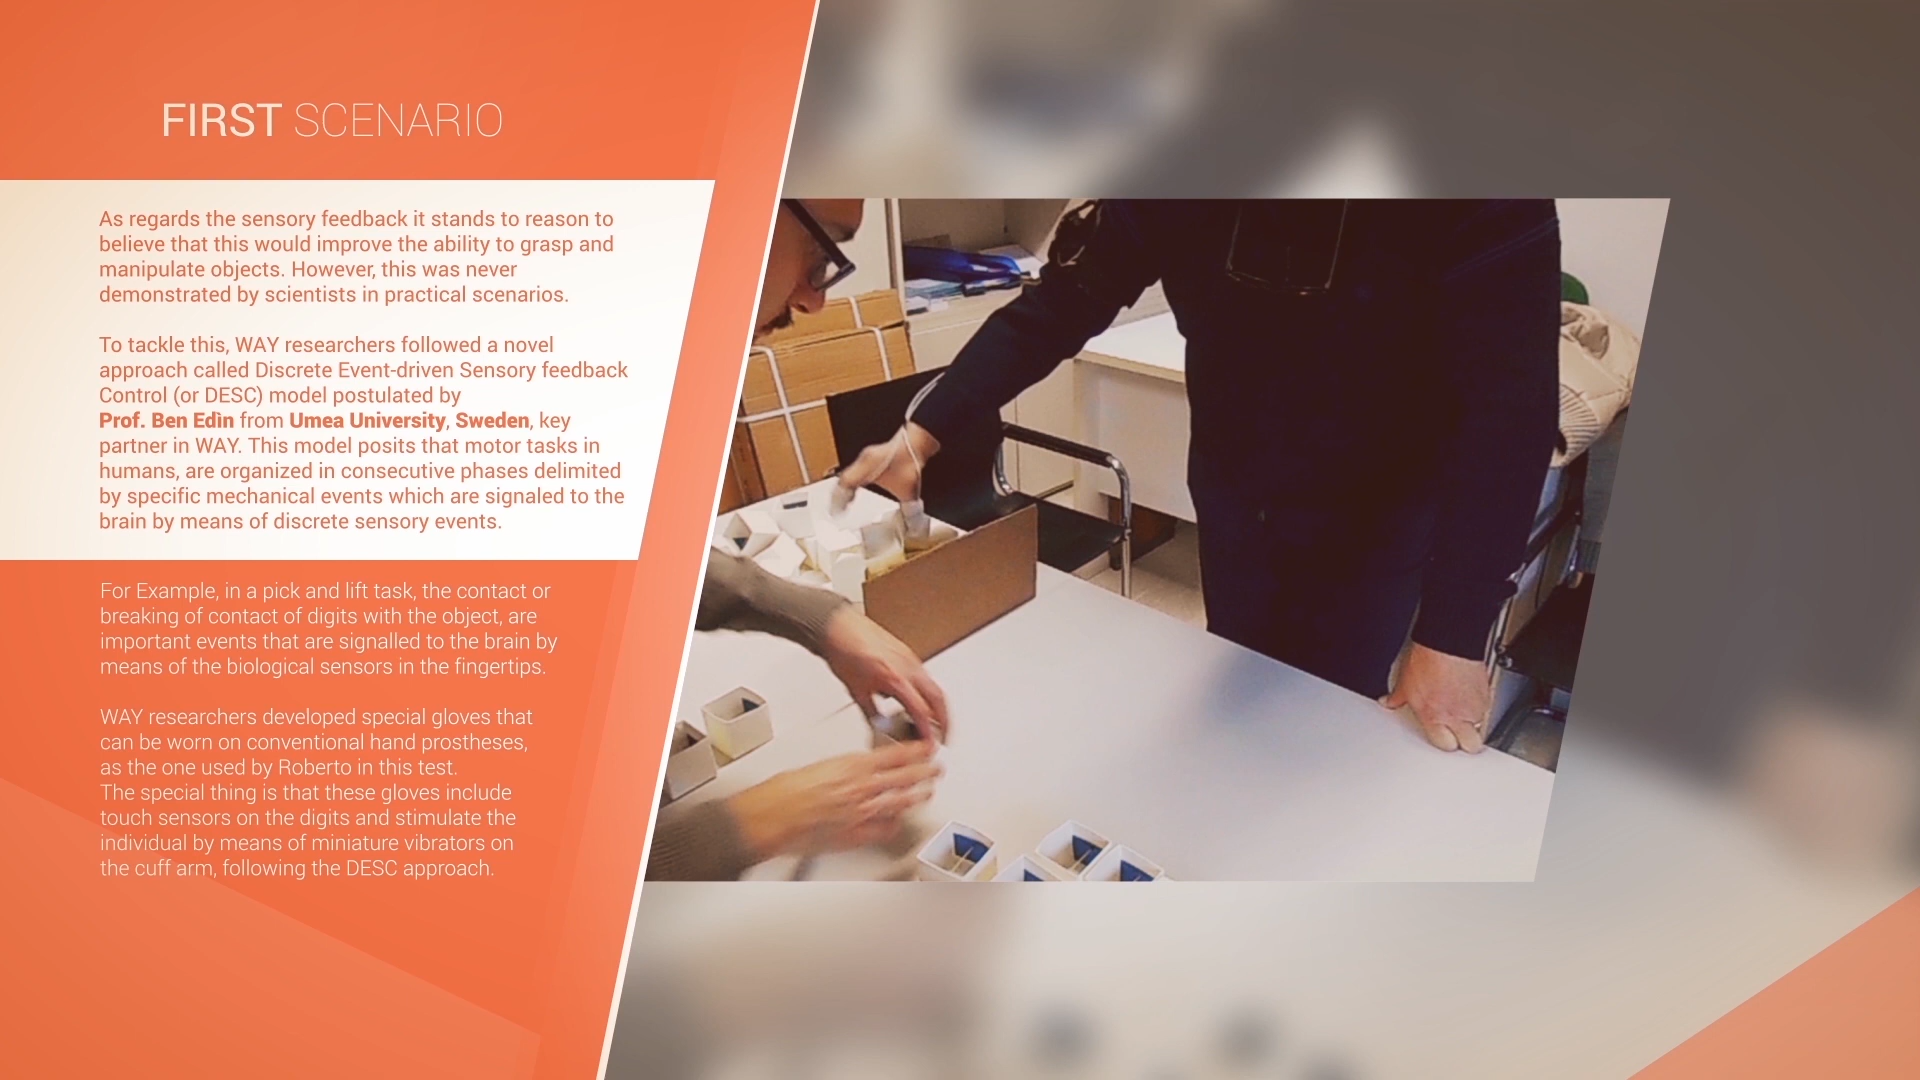 FIRST SCENARIO
As regards the sensory feedback it stands to reason to
believe that this would improve the ability to grasp and
manipulate objects. However, this was never
demonstrated by scientists in practical scenarios.
To tackle this, WAY researchers followed a novel
approach called Discrete Event-driven Sensory feedback
Control (or DESC) model postulated by
Prof. Ben Edìn from Umea University, Sweden, key
partner in WAY. This model posits that motor tasks in
humans, are organized in consecutive phases delimited
by specific mechanical events which are signaled to the
brain by means of discrete sensory events.
For Example, in a pick and lift task, the contact or
breaking of contact of digits with the object, are
important events that are signalled to the brain by
means of the biological sensors in the fingertips.
WAY researchers developed special gloves that
can be worn on conventional hand prostheses,
as the one used by Roberto in this test.
The special thing is that these gloves include
touch sensors on the digits and stimulate the
individual by means of miniature vibrators on
the cuff arm, following the DESC approach.